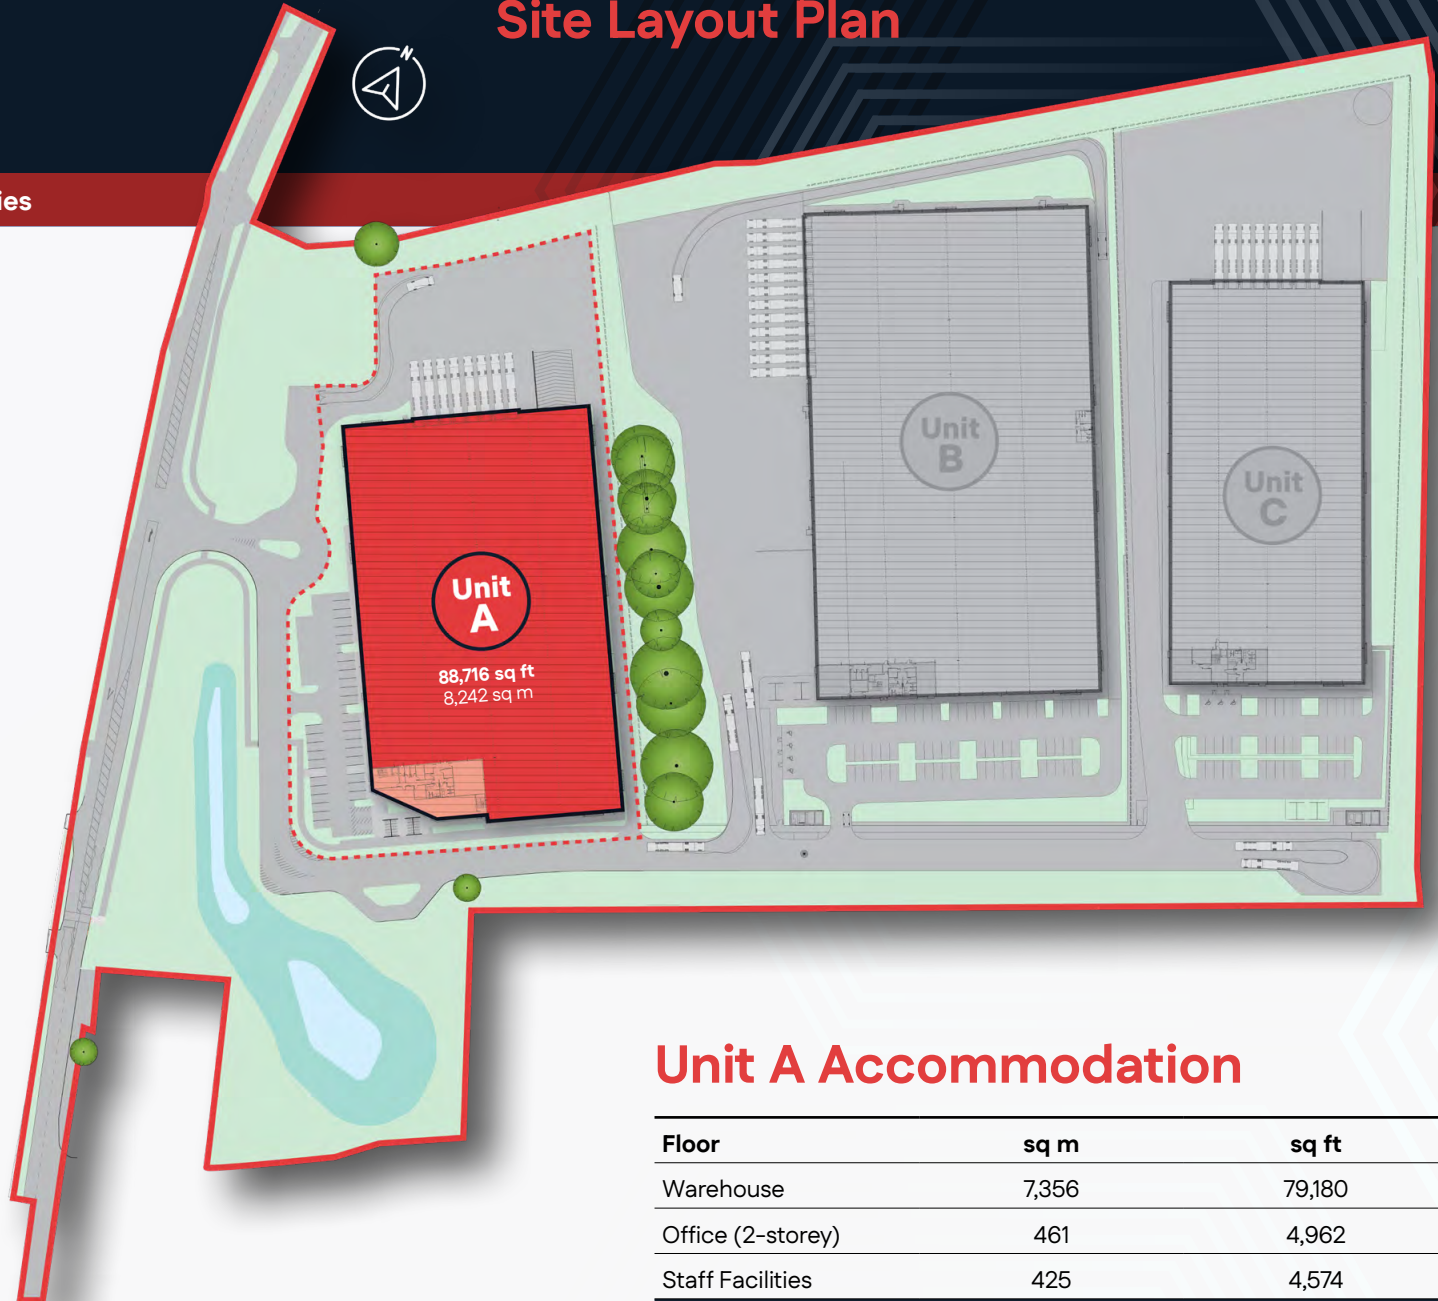 Site Layout Plan
N
ies
Unit
B
Unit
C
Unit
A
88,716 sq ft
8,242 sq m
Unit A Accommodation
Floor sq m sq ft
Warehouse 7,356 79,180
Office (2-storey) 461 4,962
Staff Facilities 425 4,574